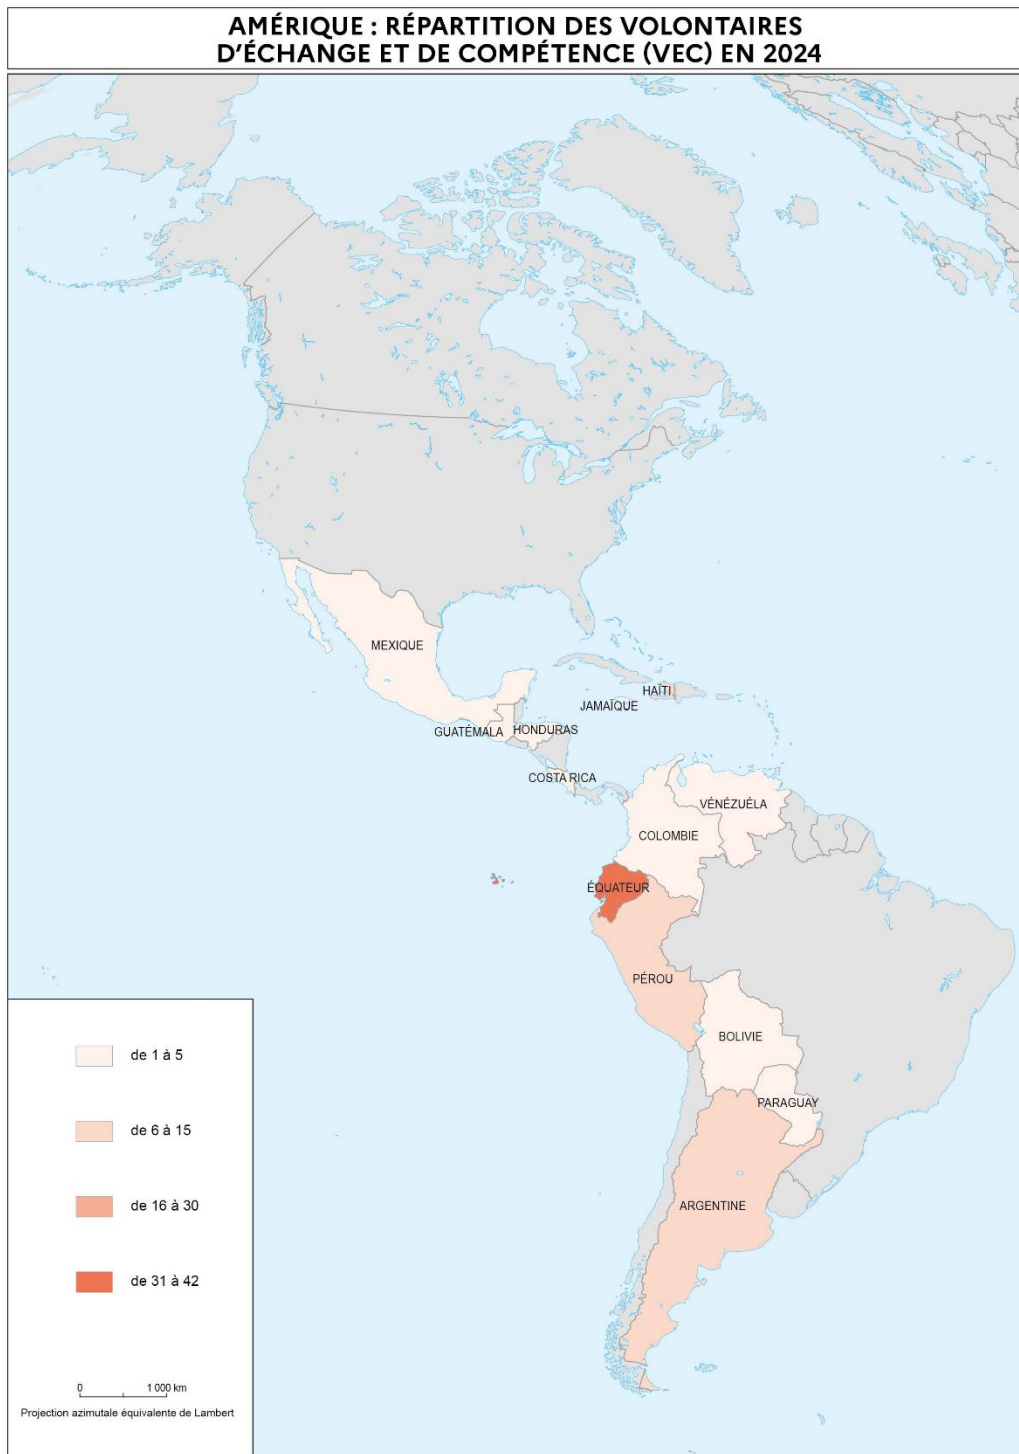 AMÉRIQUE : RÉPARTITION DES VOLONTAIRES
D’ÉCHANGE ET DE COMPÉTENCE (VEC) EN 2024
MEXIQUE
HAÏTI
JAMAÏQUE
GUATÉMALA
HONDURAS
COSTA RICA
VÉNÉZUÉLA
COLOMBIE
ÉQUATEUR
PÉROU
BOLIVIE
PARAGUAY
ARGENTINE
de 1 à 5
de 6 à 15
de 16 à 30
de 31 à 42
0 1 000 km
Projection azimutale équivalente de Lambert